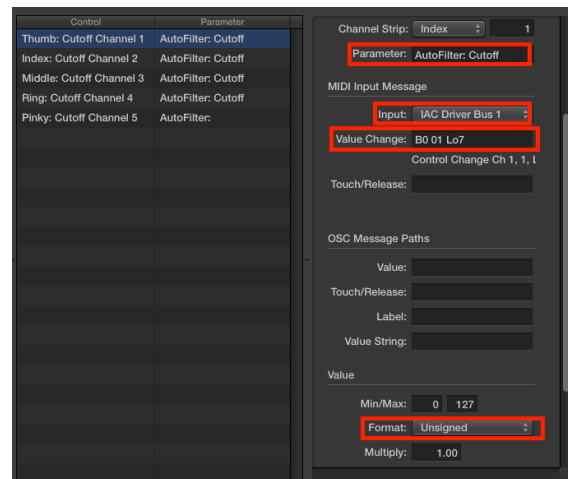 Control Parameter
Thumb: Cutoff Channel 1 AutoFilter: Cutoff
Index: Cutoff Channel 2 AutoFilter: Cutoff
Middle: Cutoff Channel 3 AutoFilter: Cutoff
Ring: Cutoff Channel 4 AutoFilter: Cutoff
Pinky: Cutoff Channel 5 AutoFilter:
Channel Strip: Index 1
Parameter: AutoFilter: Cutoff
MIDI Input Message
Input: IAC Driver Bus 1
Value Change: B0 01 Lo7
Control Change Ch 1, 1, L
Touch/Release:
OSC Message Paths
Value:
Touch/Release:
Label:
Value String:
Value
Min/Max: 0 127
Format: Unsigned
Multiply: 1.00